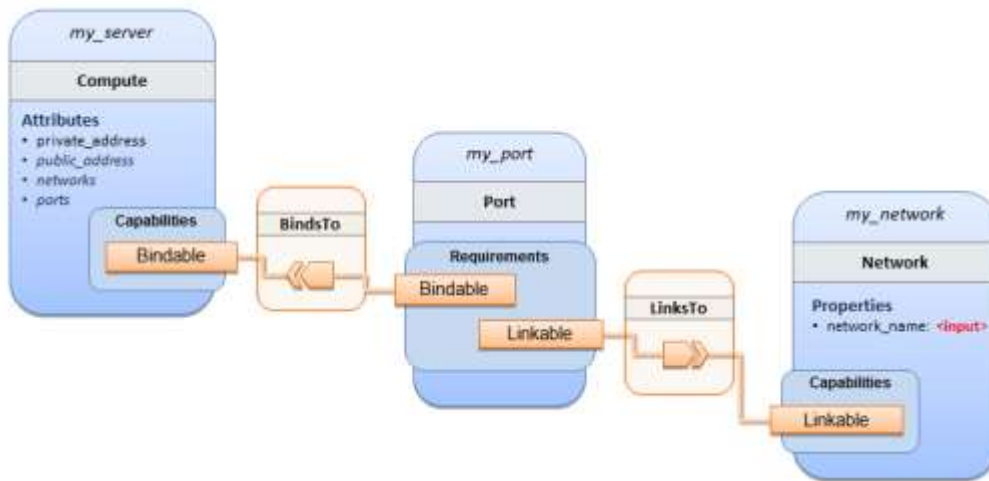 my_server
Compute
Attributes
• private_address
• public_address
• networks
• ports
Capabilities
Bindable
BindsTo
my_port
Port
Requirements
Bindable
Linkable
LinksTo
my_network
Network
Properties
• network_name: <input>
Capabilities
Linkable